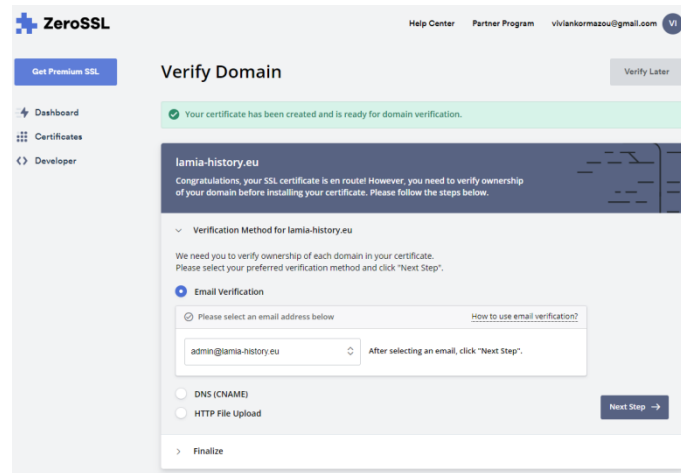 ZeroSSL
Help Center Partner Program viviankormazou@gmail.com VI
Get Premium SSL
Dashboard
Certificates
Developer
Verify Domain
Verify Later
Your certificate has been created and is ready for domain verification.
lamia-history.eu
Congratulations, your SSL certificate is en route! However, you need to verify ownership
of your domain before installing your certificate. Please follow the steps below.
Verification Method for lamia-history.eu
We need you to verify ownership of each domain in your certificate.
Please select your preferred verification method and click "Next Step".
Email Verification
Please select an email address below
How to use email verification?
admin@lamia-history.eu
After selecting an email, click "Next Step".
DNS (CNAME)
HTTP File Upload
Next Step →
Finalize